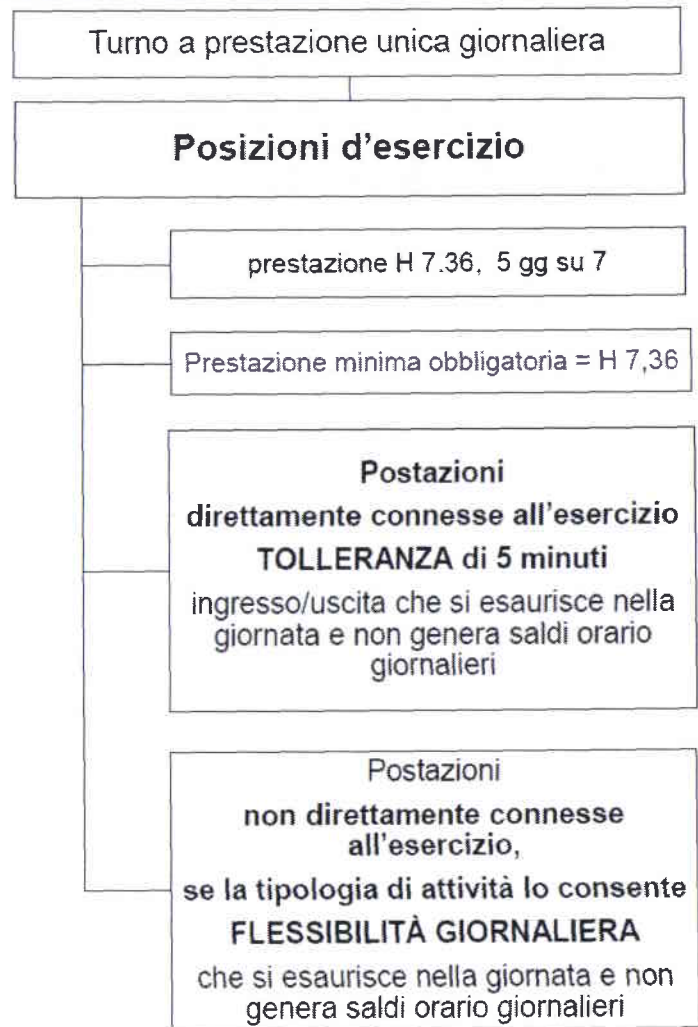 Turno a prestazione unica giornaliera
Posizioni d'esercizio
prestazione H 7.36, 5 gg su 7
Prestazione minima obbligatoria = H 7,36
Postazioni
direttamente connesse all'esercizio
TOLLERANZA di 5 minuti
ingresso/uscita che si esaurisce nella
giornata e non genera saldi orario
giornalieri
Postazioni
non direttamente connesse
all'esercizio,
se la tipologia di attività lo consente
FLESSIBILITÀ GIORNALIERA
che si esaurisce nella giornata e non
genera saldi orario giornalieri